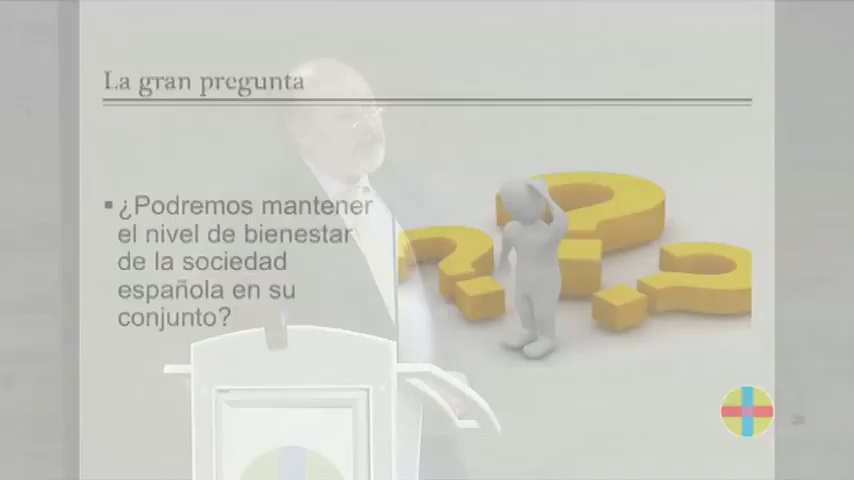 La gran pregunta
▪ ¿Podremos mantener
el nivel de bienestar
de la sociedad
española en su
conjunto?